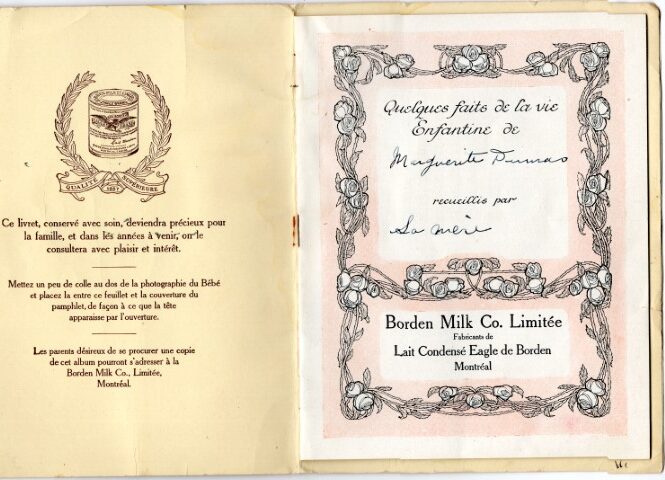 QUALITÉ SUPÉRIEURE
1857
Ce livret, conservé avec soin, deviendra précieux pour
la famille, et dans lés années à venir, on le
consultera avec plaisir et intérêt.
Mettez un peu de colle au dos de la photographie du Bébé
et placez la entre ce feuillet et la couverture du
pamphlet, de façon à ce que la tête
apparaisse par l'ouverture.
Les parents désireux de se procurer une copie
de cet album pourront s'adresser à la
Borden Milk Co., Limitée,
Montréal.
Quelques faits de la vie
Enfantine de
Marguerite Dumas
recueillis par
Sa mère
Borden Milk Co. Limitée
Fabricants de
Lait Condensé Eagle de Borden
Montréal